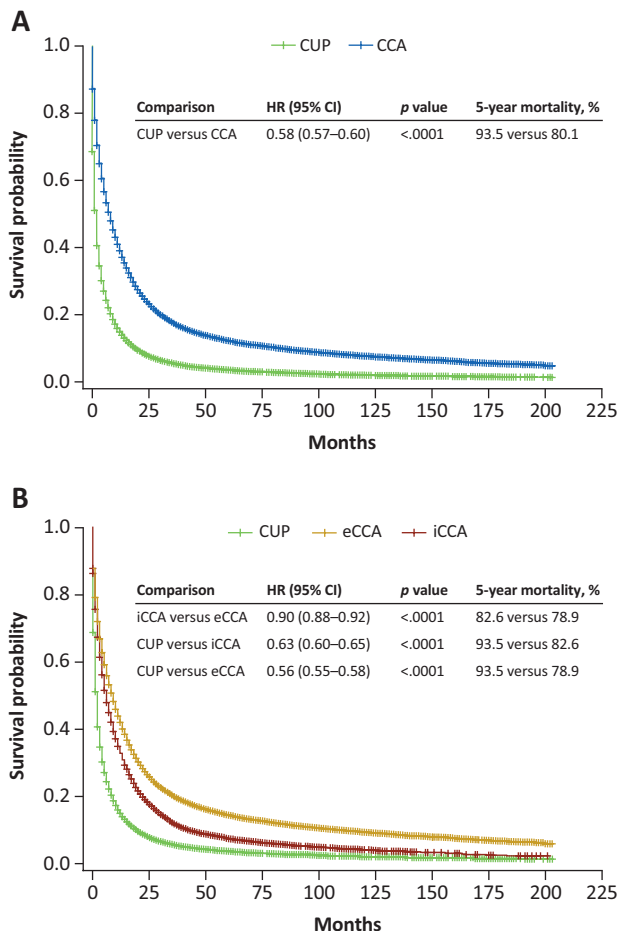 A
CUP CCA
1.0
Comparison HR (95% CI) p value 5-year mortality, %
CUP versus CCA 0.58 (0.57–0.60) <.0001 93.5 versus 80.1
0.8
0.6
0.4
0.2
0.0
Survival probability
0 25 50 75 100 125 150 175 200 225
Months
B
CUP eCCA iCCA
1.0
Comparison HR (95% CI) p value 5-year mortality, %
iCCA versus eCCA 0.90 (0.88–0.92) <.0001 82.6 versus 78.9
CUP versus iCCA 0.63 (0.60–0.65) <.0001 93.5 versus 82.6
CUP versus eCCA 0.56 (0.55–0.58) <.0001 93.5 versus 78.9
0.8
0.6
0.4
0.2
0.0
Survival probability
0 25 50 75 100 125 150 175 200 225
Months